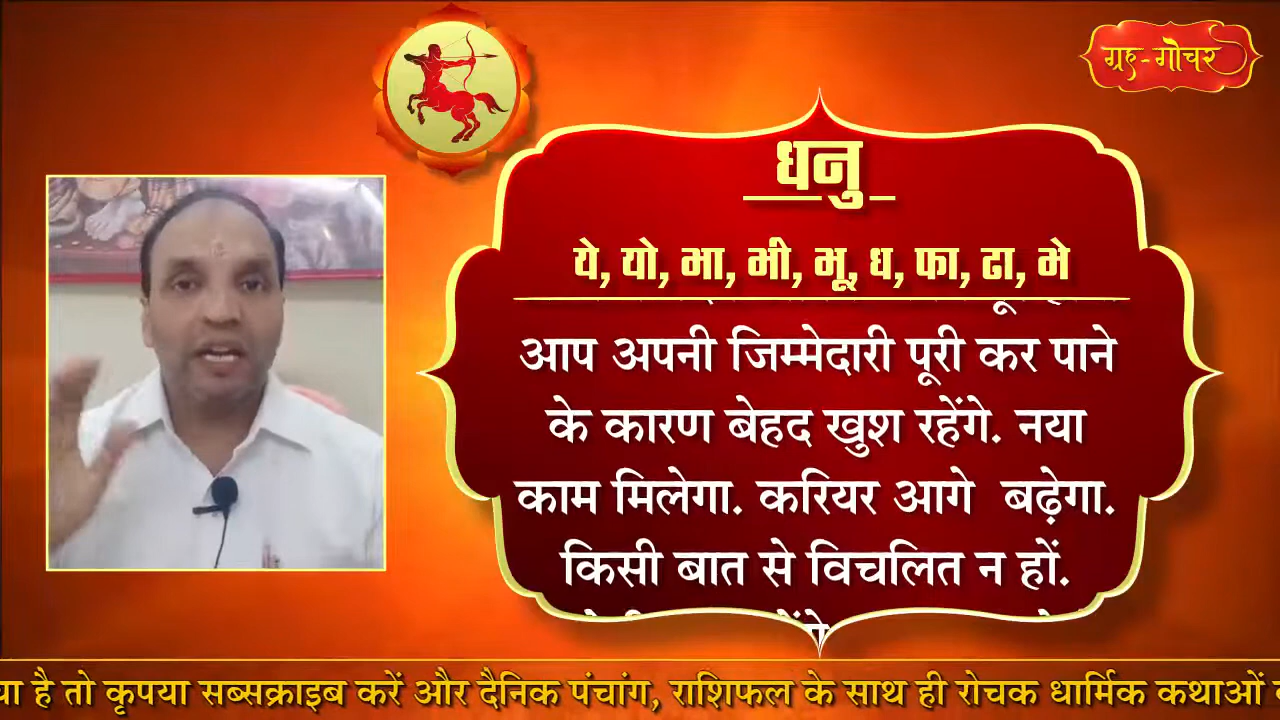 ग्रह-गोचर
धनु
ये, यो, भा, भी, भू, ध, फा, ढा, भे
आप अपनी जिम्मेदारी पूरी कर पाने
के कारण बेहद खुश रहेंगे. नया
काम मिलेगा. करियर आगे बढ़ेगा.
किसी बात से विचलित न हों.
है तो कृपया सब्सक्राइब करें और दैनिक पंचांग, राशिफल के साथ ही रोचक धार्मिक कथाओं